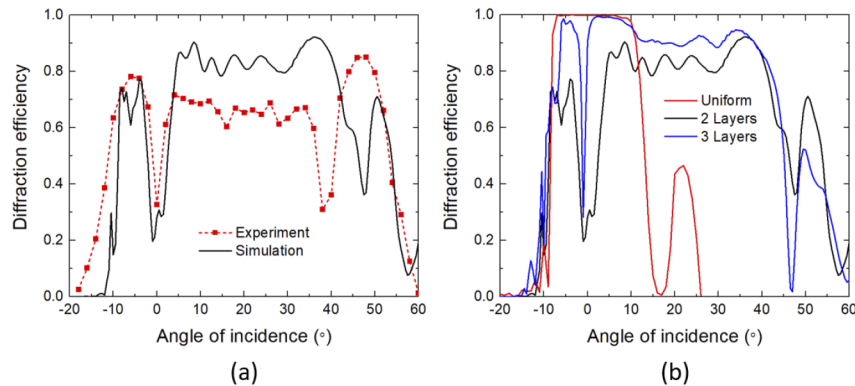 1.0
0.8
0.6
0.4
0.2
0.0
Diffraction efficiency
Experiment
Simulation
-20 -10 0 10 20 30 40 50 60
Angle of incidence (°)
(a)
1.0
0.8
0.6
0.4
0.2
0.0
Diffraction efficiency
Uniform
2 Layers
3 Layers
-20 -10 0 10 20 30 40 50 60
Angle of incidence (°)
(b)